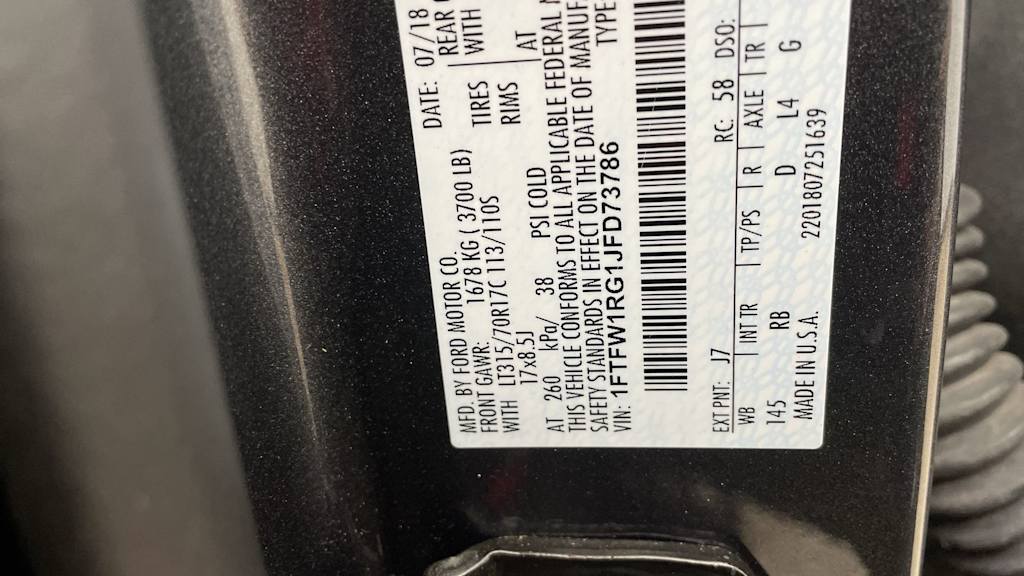 MFD. BY FORD MOTOR CO. DATE: 07/18
FRONT GAWR: 1678 KG ( 3700 LB) REAR
WITH LT315/70R17C 113/110S TIRES WITH
17x8.5J RIMS
AT 260 kPa/ 38 PSI COLD AT
THIS VEHICLE CONFORMS TO ALL APPLICABLE FEDERAL
SAFETY STANDARDS IN EFFECT ON THE DATE OF MANUF
VIN: 1FTFW1RG1JFD73786 TYPE
EXT PNT: J7 RC: 58 DSO:
WB INT TR TP/PS R AXLE TR
145 RB D L4 G
MADE IN U.S.A. 2201807251639